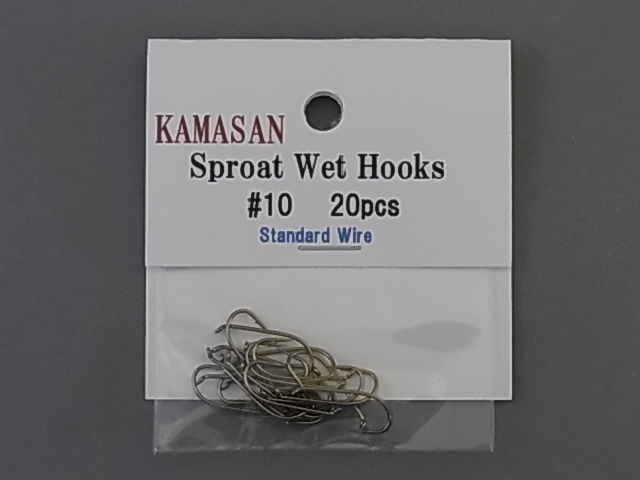 KAMASAN
Sproat Wet Hooks
#10 20pcs
Standard Wire